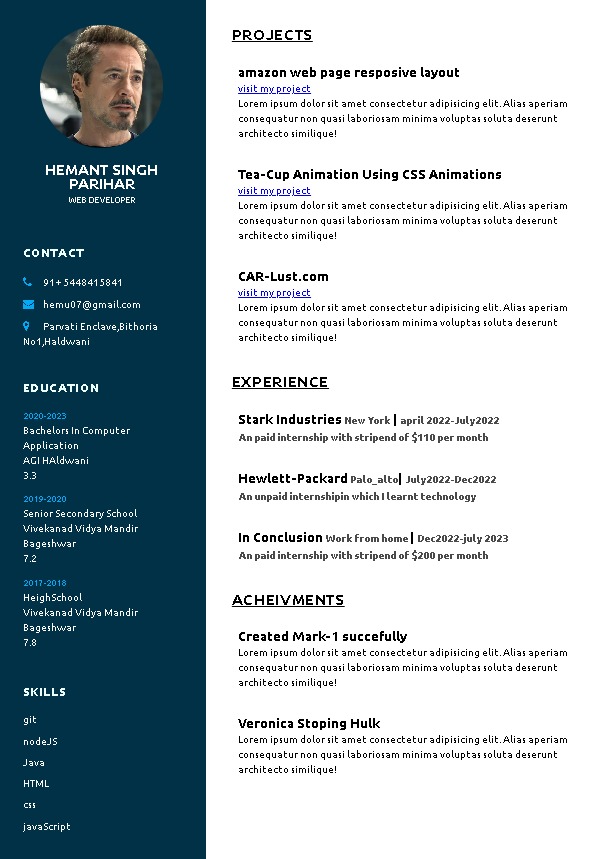 HEMANT SINGH
PARIHAR
WEB DEVELOPER
CONTACT
91+ 5448415841
hemu07@gmail.com
Parvati Enclave,Bithoria
No1,Haldwani
EDUCATION
2020-2023
Bachelors In Computer
Application
AGI HAldwani
3.3
2019-2020
Senior Secondary School
Vivekanad Vidya Mandir
Bageshwar
7.2
2017-2018
HeighSchool
Vivekanad Vidya Mandir
Bageshwar
7.8
SKILLS
git
nodeJS
Java
HTML
css
javaScript
PROJECTS
amazon web page resposive layout
visit my project
Lorem ipsum dolor sit amet consectetur adipisicing elit. Alias aperiam
consequatur non quasi laboriosam minima voluptas soluta deserunt
architecto similique!
Tea-Cup Animation Using CSS Animations
visit my project
Lorem ipsum dolor sit amet consectetur adipisicing elit. Alias aperiam
consequatur non quasi laboriosam minima voluptas soluta deserunt
architecto similique!
CAR-Lust.com
visit my project
Lorem ipsum dolor sit amet consectetur adipisicing elit. Alias aperiam
consequatur non quasi laboriosam minima voluptas soluta deserunt
architecto similique!
EXPERIENCE
Stark Industries New York | april 2022-July2022
An paid internship with stripend of $110 per month
Hewlett-Packard Palo_alto| July2022-Dec2022
An unpaid internshipin which I learnt technology
In Conclusion Work from home | Dec2022-july 2023
An paid internship with stripend of $200 per month
ACHEIVMENTS
Created Mark-1 succefully
Lorem ipsum dolor sit amet consectetur adipisicing elit. Alias aperiam
consequatur non quasi laboriosam minima voluptas soluta deserunt
architecto similique!
Veronica Stoping Hulk
Lorem ipsum dolor sit amet consectetur adipisicing elit. Alias aperiam
consequatur non quasi laboriosam minima voluptas soluta deserunt
architecto similique!